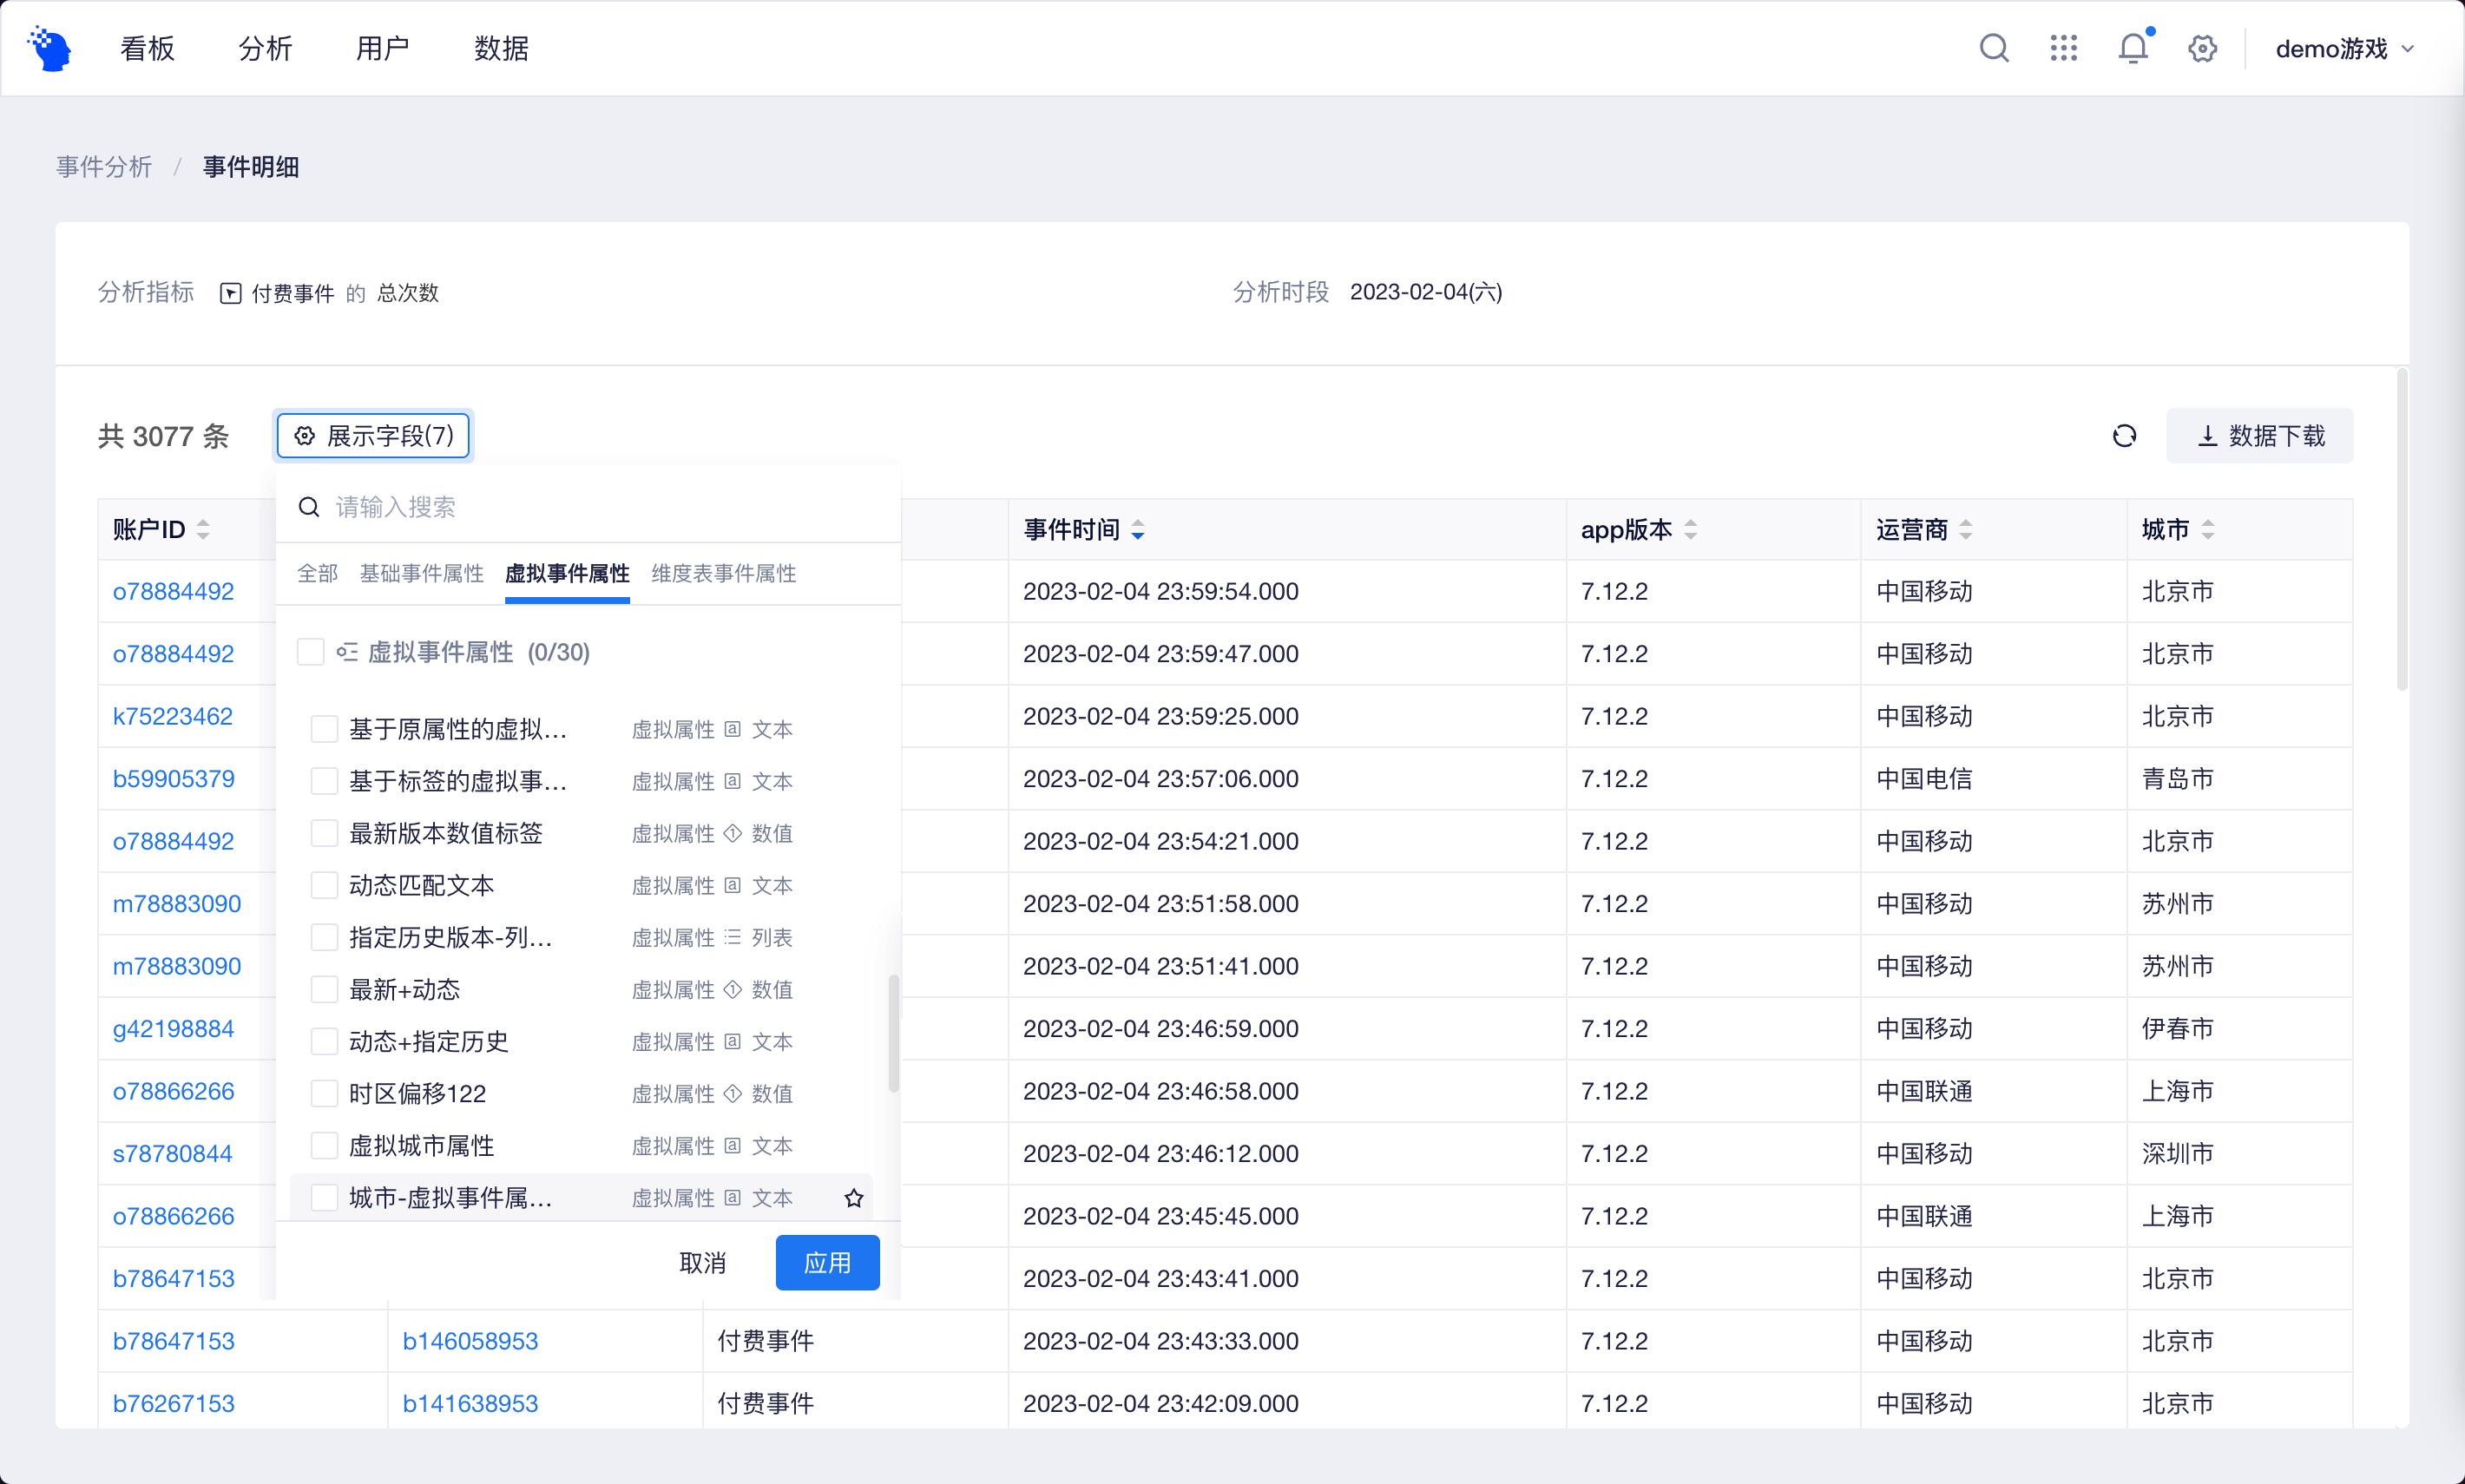 看板 分析 用户 数据 demo游戏
事件分析 / 事件明细
分析指标 付费事件 的 总次数 分析时段 2023-02-04(六)
共 3077 条 展示字段(7) 数据下载
请输入搜索
全部 基础事件属性 虚拟事件属性 维度表事件属性
虚拟事件属性 (0/30)
基于原属性的虚拟... 虚拟属性 a 文本
基于标签的虚拟事... 虚拟属性 a 文本
最新版本数值标签 虚拟属性 1 数值
动态匹配文本 虚拟属性 a 文本
指定历史版本-列... 虚拟属性 列表
最新+动态 虚拟属性 1 数值
动态+指定历史 虚拟属性 a 文本
时区偏移122 虚拟属性 1 数值
虚拟城市属性 虚拟属性 a 文本
城市-虚拟事件属... 虚拟属性 a 文本
取消 应用
账户ID 事件时间 app版本 运营商 城市
o78884492 2023-02-04 23:59:54.000 7.12.2 中国移动 北京市
o78884492 2023-02-04 23:59:47.000 7.12.2 中国移动 北京市
k75223462 2023-02-04 23:59:25.000 7.12.2 中国移动 北京市
b59905379 2023-02-04 23:57:06.000 7.12.2 中国电信 青岛市
o78884492 2023-02-04 23:54:21.000 7.12.2 中国移动 北京市
m78883090 2023-02-04 23:51:58.000 7.12.2 中国移动 苏州市
m78883090 2023-02-04 23:51:41.000 7.12.2 中国移动 苏州市
g42198884 2023-02-04 23:46:59.000 7.12.2 中国移动 伊春市
o78866266 2023-02-04 23:46:58.000 7.12.2 中国联通 上海市
s78780844 2023-02-04 23:46:12.000 7.12.2 中国移动 深圳市
o78866266 2023-02-04 23:45:45.000 7.12.2 中国联通 上海市
b78647153 2023-02-04 23:43:41.000 7.12.2 中国移动 北京市
b78647153 b146058953 付费事件 2023-02-04 23:43:33.000 7.12.2 中国移动 北京市
b76267153 b141638953 付费事件 2023-02-04 23:42:09.000 7.12.2 中国移动 北京市